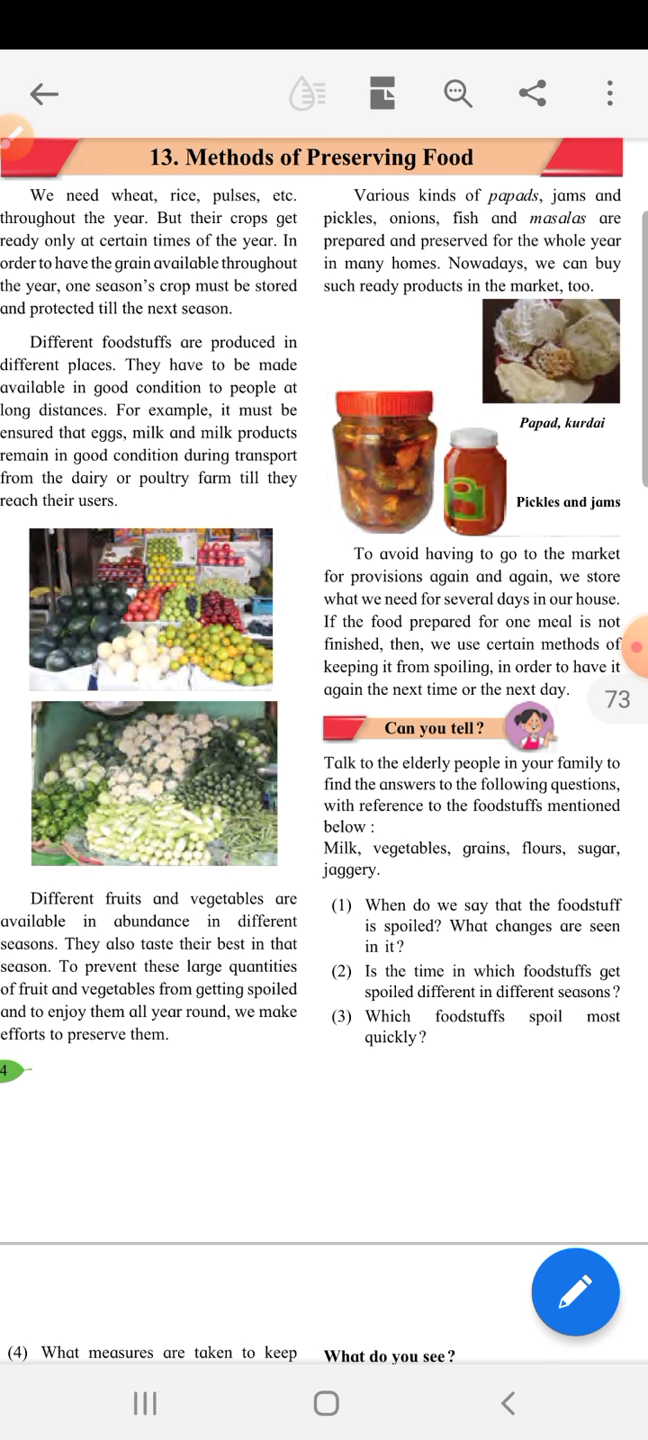 13. Methods of Preserving Food
We need wheat, rice, pulses, etc.
throughout the year. But their crops get
ready only at certain times of the year. In
order to have the grain available throughout
the year, one season's crop must be stored
and protected till the next season.
Different foodstuffs are produced in
different places. They have to be made
available in good condition to people at
long distances. For example, it must be
ensured that eggs, milk and milk products
remain in good condition during transport
from the dairy or poultry farm till they
reach their users.
Different fruits and vegetables are
available in abundance in different
seasons. They also taste their best in that
season. To prevent these large quantities
of fruit and vegetables from getting spoiled
and to enjoy them all year round, we make
efforts to preserve them.
4
Various kinds of papads, jams and
pickles, onions, fish and masalas are
prepared and preserved for the whole year
in many homes. Nowadays, we can buy
such ready products in the market, too.
Papad, kurdai
Pickles and jams
To avoid having to go to the market
for provisions again and again, we store
what we need for several days in our house.
If the food prepared for one meal is not
finished, then, we use certain methods of
keeping it from spoiling, in order to have it
again the next time or the next day.
73
Can you tell?
Talk to the elderly people in your family to
find the answers to the following questions,
with reference to the foodstuffs mentioned
below :
Milk, vegetables, grains, flours, sugar,
jaggery.
(1) When do we say that the foodstuff
is spoiled? What changes are seen
in it?
(2) Is the time in which foodstuffs get
spoiled different in different seasons?
(3) Which foodstuffs spoil most
quickly?
(4) What measures are taken to keep
What do you see?